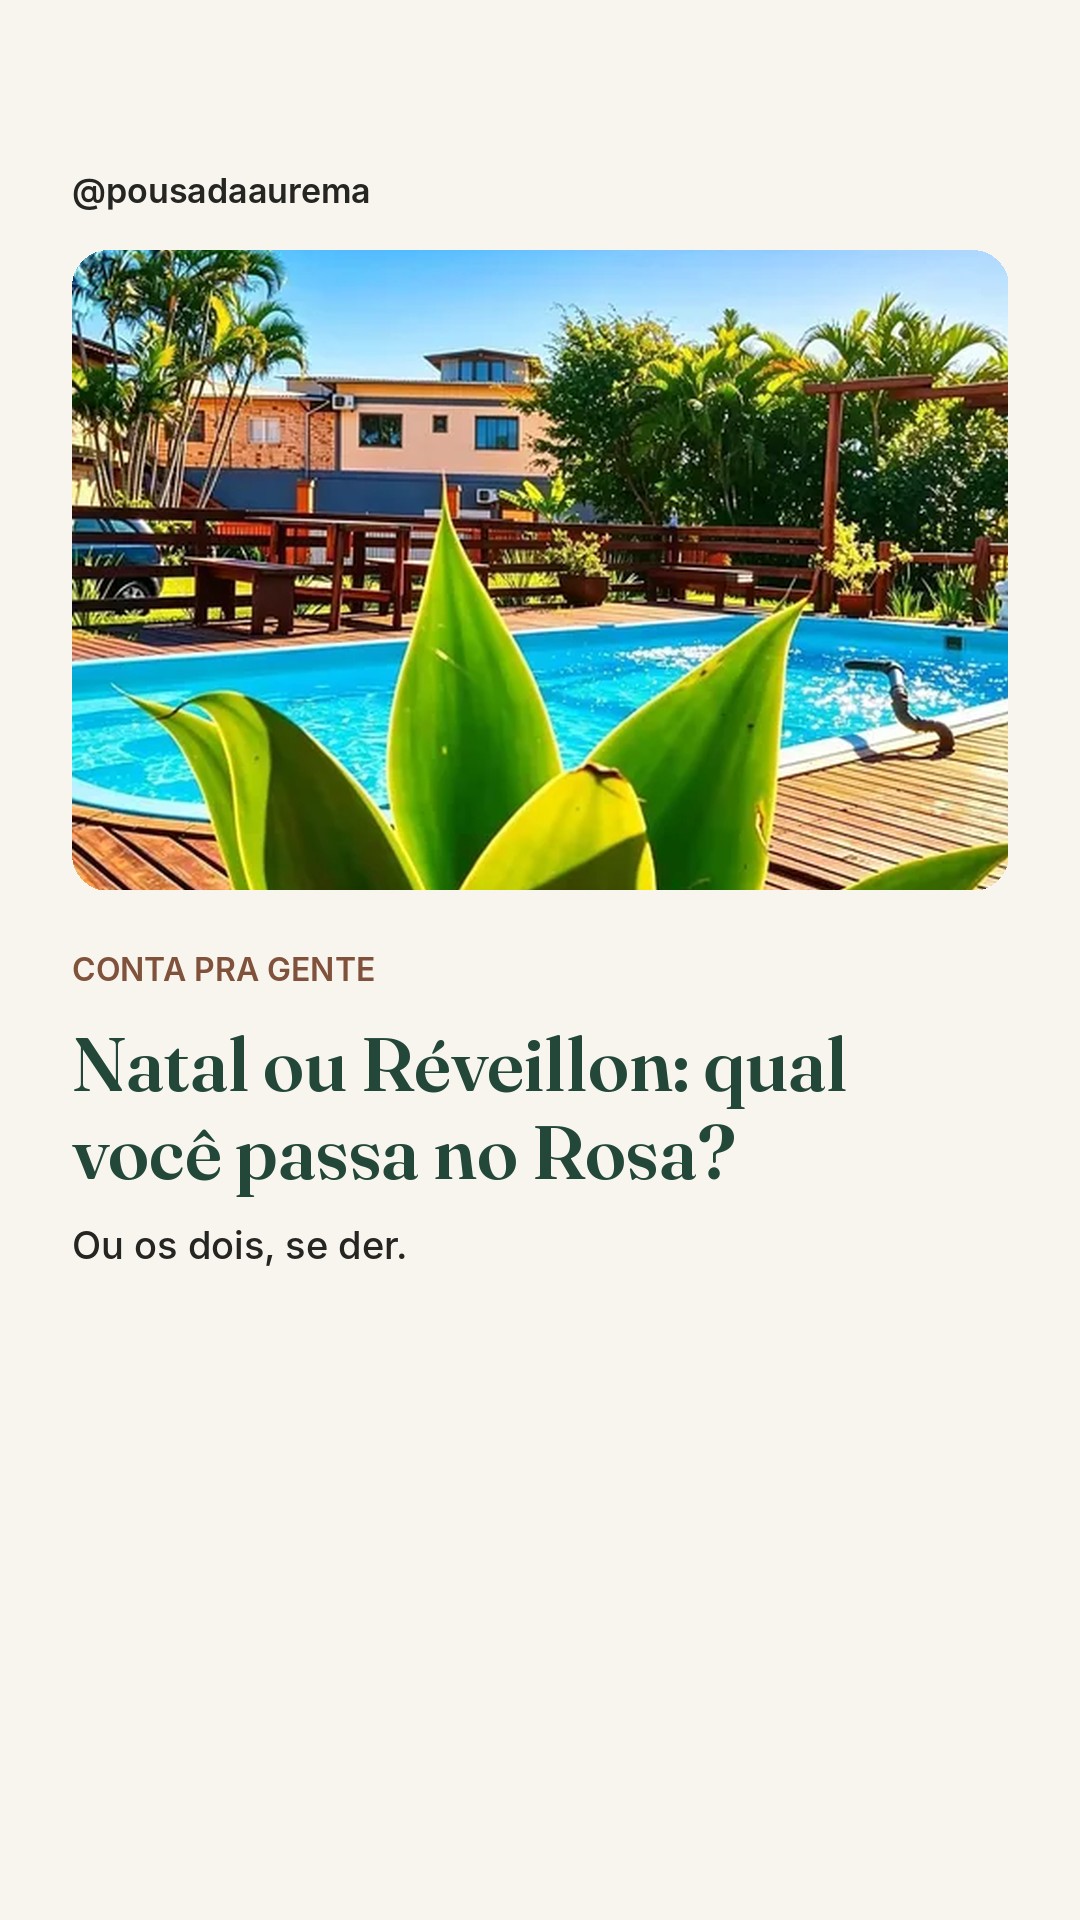 @pousadaaurema
CONTA PRA GENTE
Natal ou Réveillon: qual
você passa no Rosa?
Ou os dois, se der.